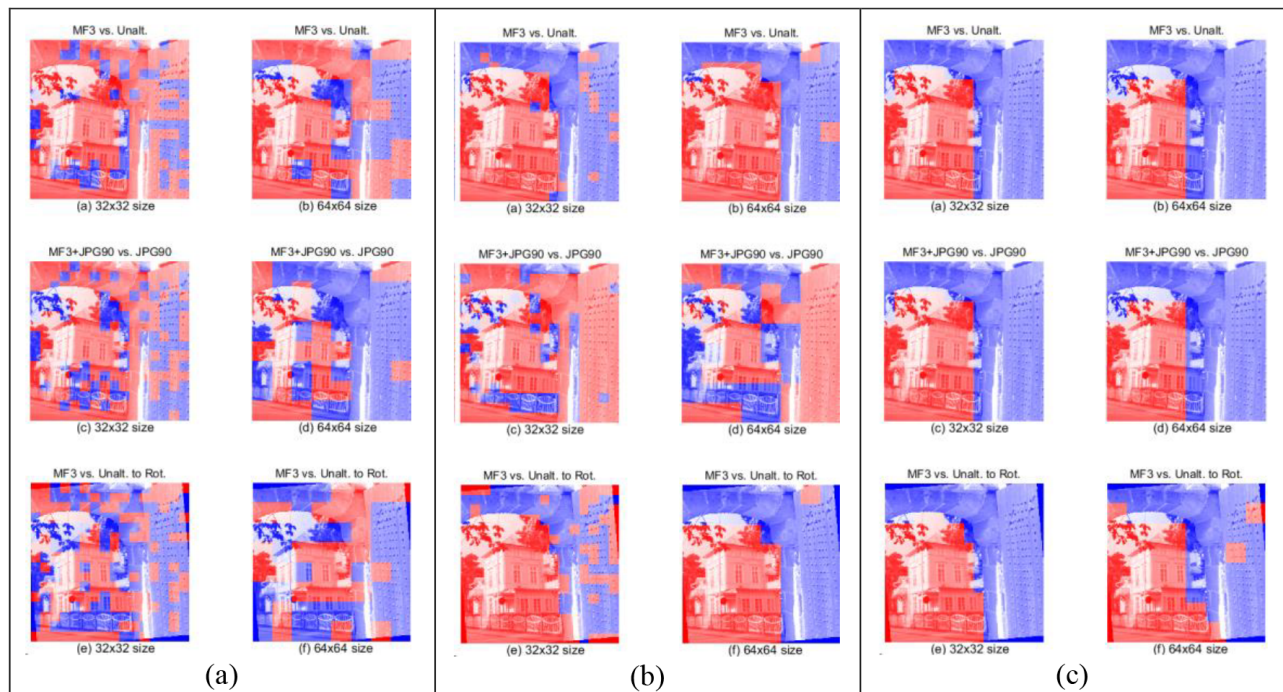 MF3 vs. Unalt.
MF3 vs. Unalt.
(a) 32x32 size
(b) 64x64 size
MF3+JPG90 vs. JPG90
MF3+JPG90 vs. JPG90
(c) 32x32 size
(d) 64x64 size
MF3 vs. Unalt. to Rot.
MF3 vs. Unalt. to Rot.
(e) 32x32 size
(f) 64x64 size
(a)
MF3 vs. Unalt.
MF3 vs. Unalt.
(a) 32x32 size
(b) 64x64 size
MF3+JPG90 vs. JPG90
MF3+JPG90 vs. JPG90
(c) 32x32 size
(d) 64x64 size
MF3 vs. Unalt. to Rot.
MF3 vs. Unalt. to Rot.
(e) 32x32 size
(f) 64x64 size
(b)
MF3 vs. Unalt.
MF3 vs. Unalt.
(a) 32x32 size
(b) 64x64 size
MF3+JPG90 vs. JPG90
MF3+JPG90 vs. JPG90
(c) 32x32 size
(d) 64x64 size
MF3 vs. Unalt. to Rot.
MF3 vs. Unalt. to Rot.
(e) 32x32 size
(f) 64x64 size
(c)